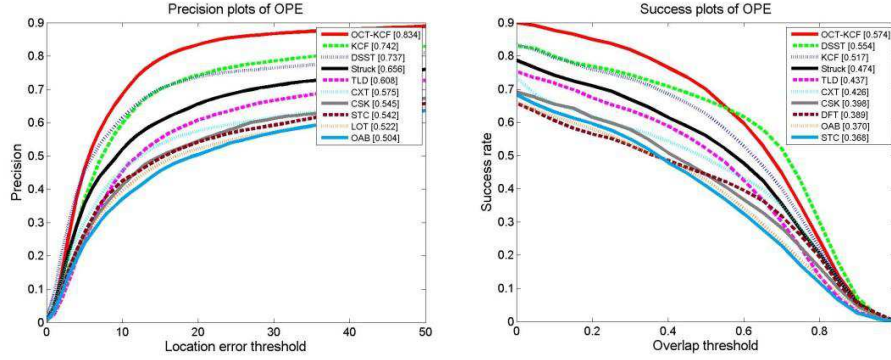 Precision plots of OPE
0.9
0.8
0.7
0.6
0.5
0.4
0.3
0.2
0.1
0
Precision
OCT-KCF [0.834]
KCF [0.742]
DSST [0.737]
Struck [0.656]
TLD [0.608]
CXT [0.575]
CSK [0.545]
STC [0.542]
LOT [0.522]
OAB [0.504]
0 10 20 30 40 50
Location error threshold
Success plots of OPE
0.9
0.8
0.7
0.6
0.5
0.4
0.3
0.2
0.1
0
Success rate
OCT-KCF [0.574]
DSST [0.554]
KCF [0.517]
Struck [0.474]
TLD [0.437]
CXT [0.426]
CSK [0.398]
DFT [0.389]
OAB [0.370]
STC [0.368]
0 0.2 0.4 0.6 0.8
Overlap threshold